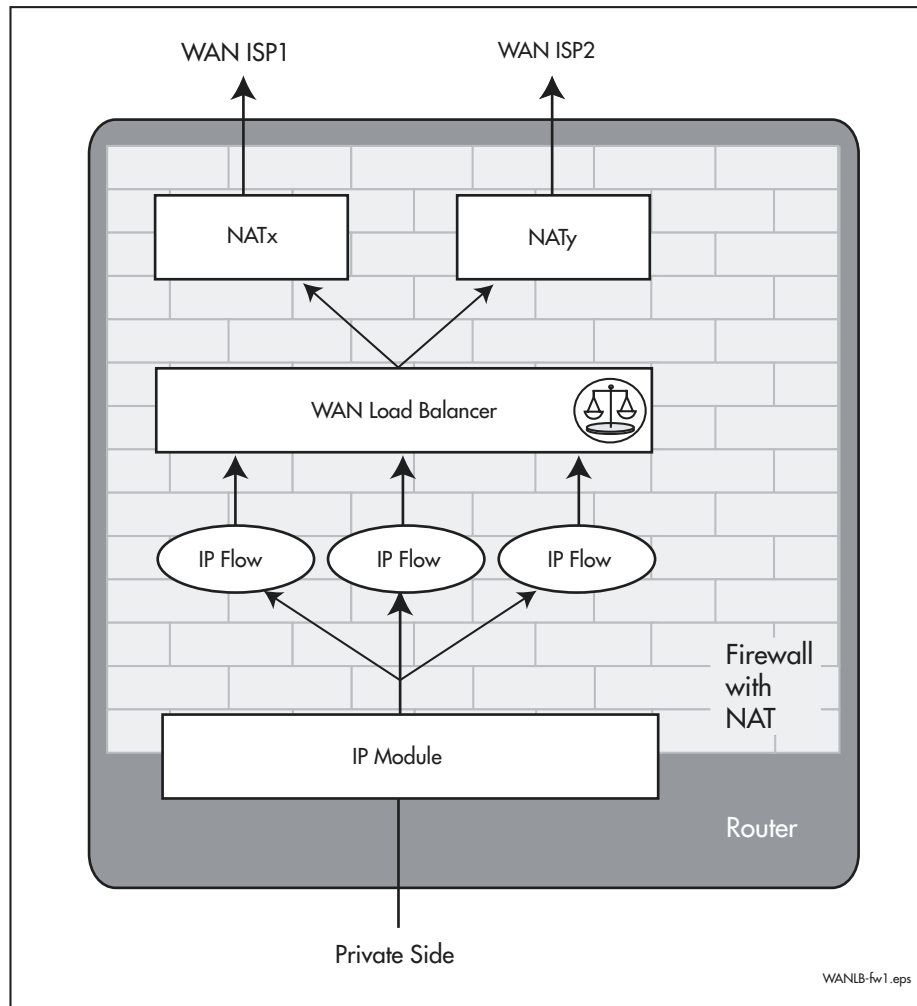 WAN ISP1
WAN ISP2
NATx
NATy
WAN Load Balancer
IP Flow
IP Flow
IP Flow
Firewall
with
NAT
IP Module
Router
Private Side
WANLB-fw1.eps